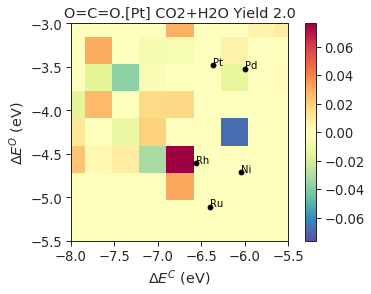 O=C=O.[Pt] CO2+H2O Yield 2.0
−3.0
−3.5
−4.0
−4.5
−5.0
−5.5
ΔE^O (eV)
Pt
Pd
Rh
Ni
Ru
−8.0 −7.5 −7.0 −6.5 −6.0 −5.5
ΔE^C (eV)
0.06
0.04
0.02
0.00
−0.02
−0.04
−0.06